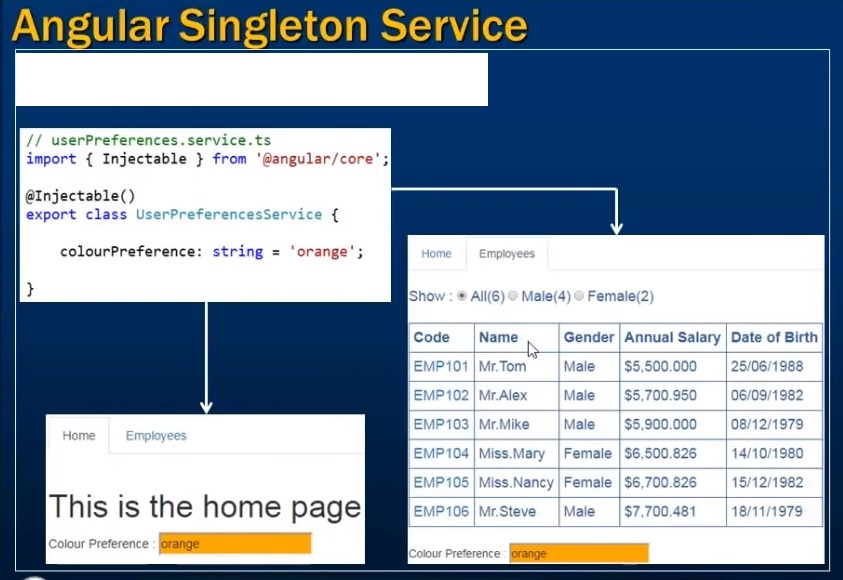 Angular Singleton Service
// userPreferences.service.ts
import { Injectable } from '@angular/core';
@Injectable()
export class UserPreferencesService {
colourPreference: string = 'orange';
}
Home Employees
This is the home page
Colour Preference : orange
Home Employees
Show : All(6) Male(4) Female(2)
Code Name Gender Annual Salary Date of Birth
EMP101 Mr.Tom Male $5,500.000 25/06/1988
EMP102 Mr.Alex Male $5,700.950 06/09/1982
EMP103 Mr.Mike Male $5,900.000 08/12/1979
EMP104 Miss.Mary Female $6,500.826 14/10/1980
EMP105 Miss.Nancy Female $6,700.826 15/12/1982
EMP106 Mr.Steve Male $7,700.481 18/11/1979
Colour Preference : orange